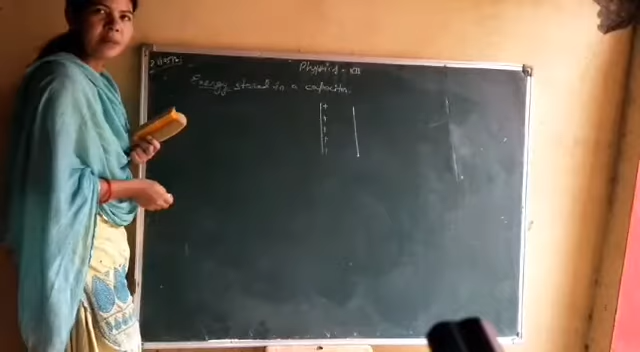 Physics - XII
Energy stored in a capacitor.
+
+
+
+
+